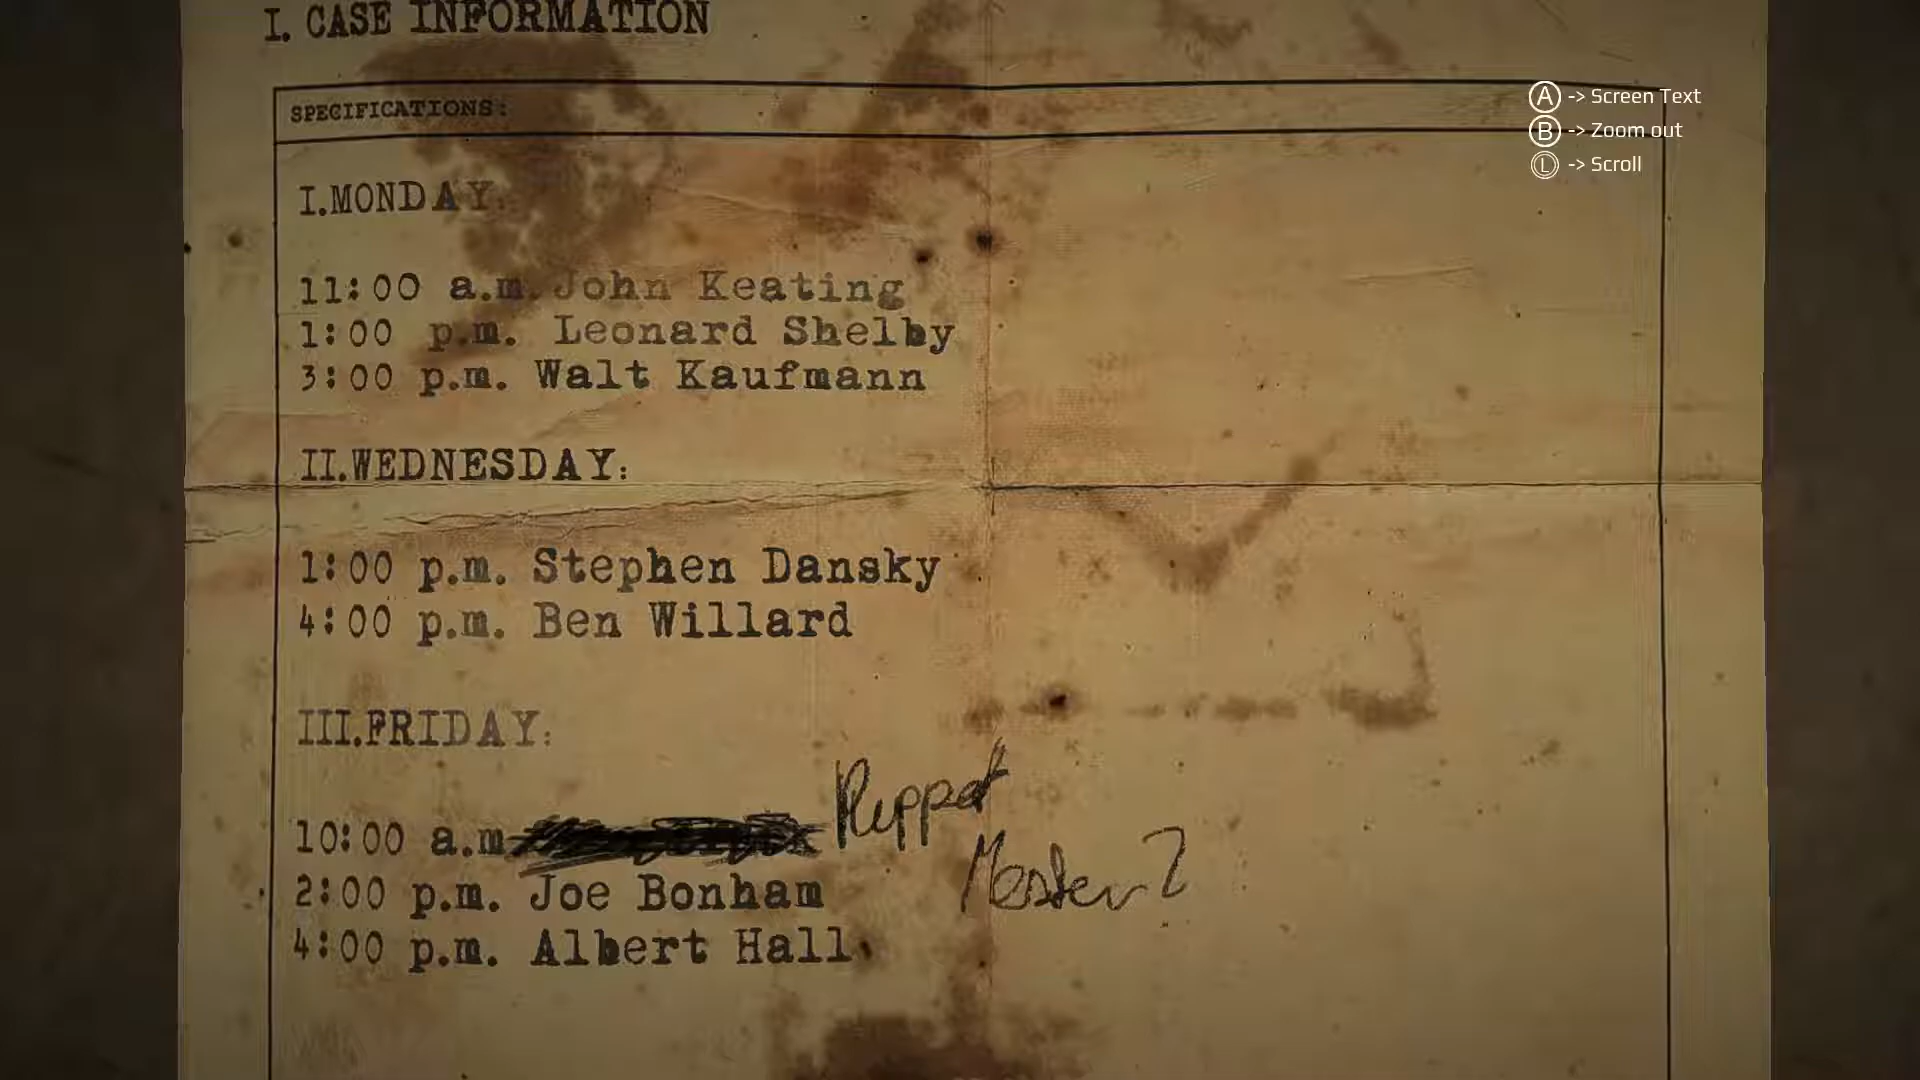 I. CASE INFORMATION
SPECIFICATIONS:
I.MONDAY:
11:00 a.m. John Keating
1:00 p.m. Leonard Shelby
3:00 p.m. Walt Kaufmann
II.WEDNESDAY:
1:00 p.m. Stephen Dansky
4:00 p.m. Ben Willard
III.FRIDAY:
10:00 a.m Puppet
Master?
2:00 p.m. Joe Bonham
4:00 p.m. Albert Hall
A -> Screen Text
B -> Zoom out
L -> Scroll